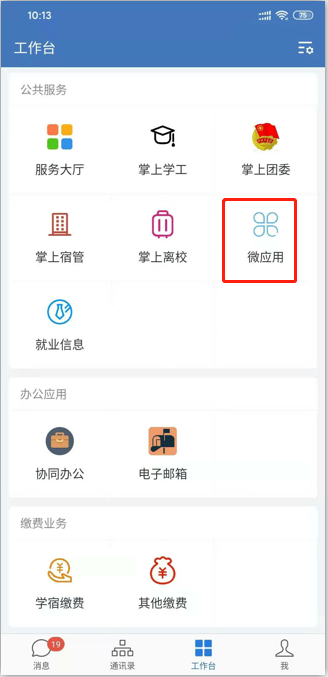 10:13
75
工作台
公共服务
服务大厅
掌上学工
掌上团委
掌上宿管
掌上离校
微应用
就业信息
办公应用
协同办公
电子邮箱
缴费业务
学宿缴费
其他缴费
19
消息
通讯录
工作台
我